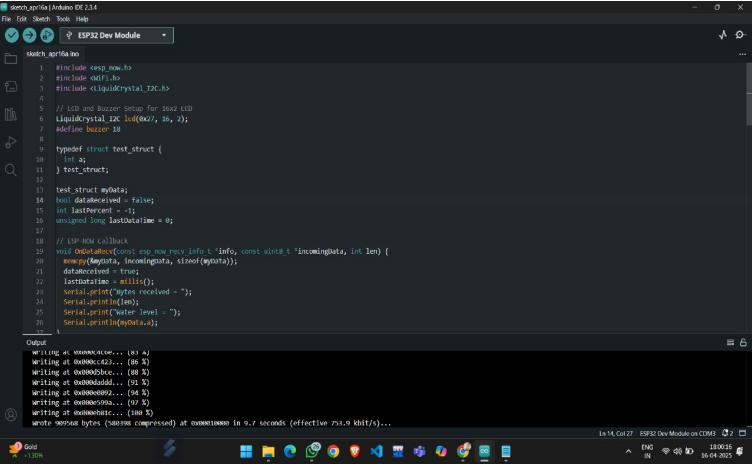 sketch_apr16a | Arduino IDE 2.3.4
File Edit Sketch Tools Help
ESP32 Dev Module
sketch_apr16a.ino
1 #include <esp_now.h>
2 #include <WiFi.h>
3 #include <LiquidCrystal_I2C.h>
4
5 // LCD and Buzzer Setup for 16x2 LCD
6 LiquidCrystal_I2C lcd(0x27, 16, 2);
7 #define buzzer 18
8
9 typedef struct test_struct {
10 int a;
11 } test_struct;
12
13 test_struct myData;
14 bool dataReceived = false;
15 int lastPercent = -1;
16 unsigned long lastDataTime = 0;
17
18 // ESP-NOW Callback
19 void OnDataRecv(const esp_now_recv_info_t *info, const uint8_t *incomingData, int len) {
20 memcpy(&myData, incomingData, sizeof(myData));
21 dataReceived = true;
22 lastDataTime = millis();
23 Serial.print("Bytes received = ");
24 Serial.println(len);
25 Serial.print("Water level = ");
26 Serial.println(myData.a);
27 }
Output
Writing at 0x000c4c6e... (83 %)
Writing at 0x000cc423... (86 %)
Writing at 0x000d5bce... (88 %)
Writing at 0x000daddd... (91 %)
Writing at 0x000e0092... (94 %)
Writing at 0x000e599a... (97 %)
Writing at 0x000eb81c... (100 %)
Wrote 909568 bytes (580398 compressed) at 0x00010000 in 9.7 seconds (effective 753.9 kbit/s)...
Ln 14, Col 27 ESP32 Dev Module on COM3 2
Gold
-1.30%
ENG
IN
18:00:16
16-04-2025